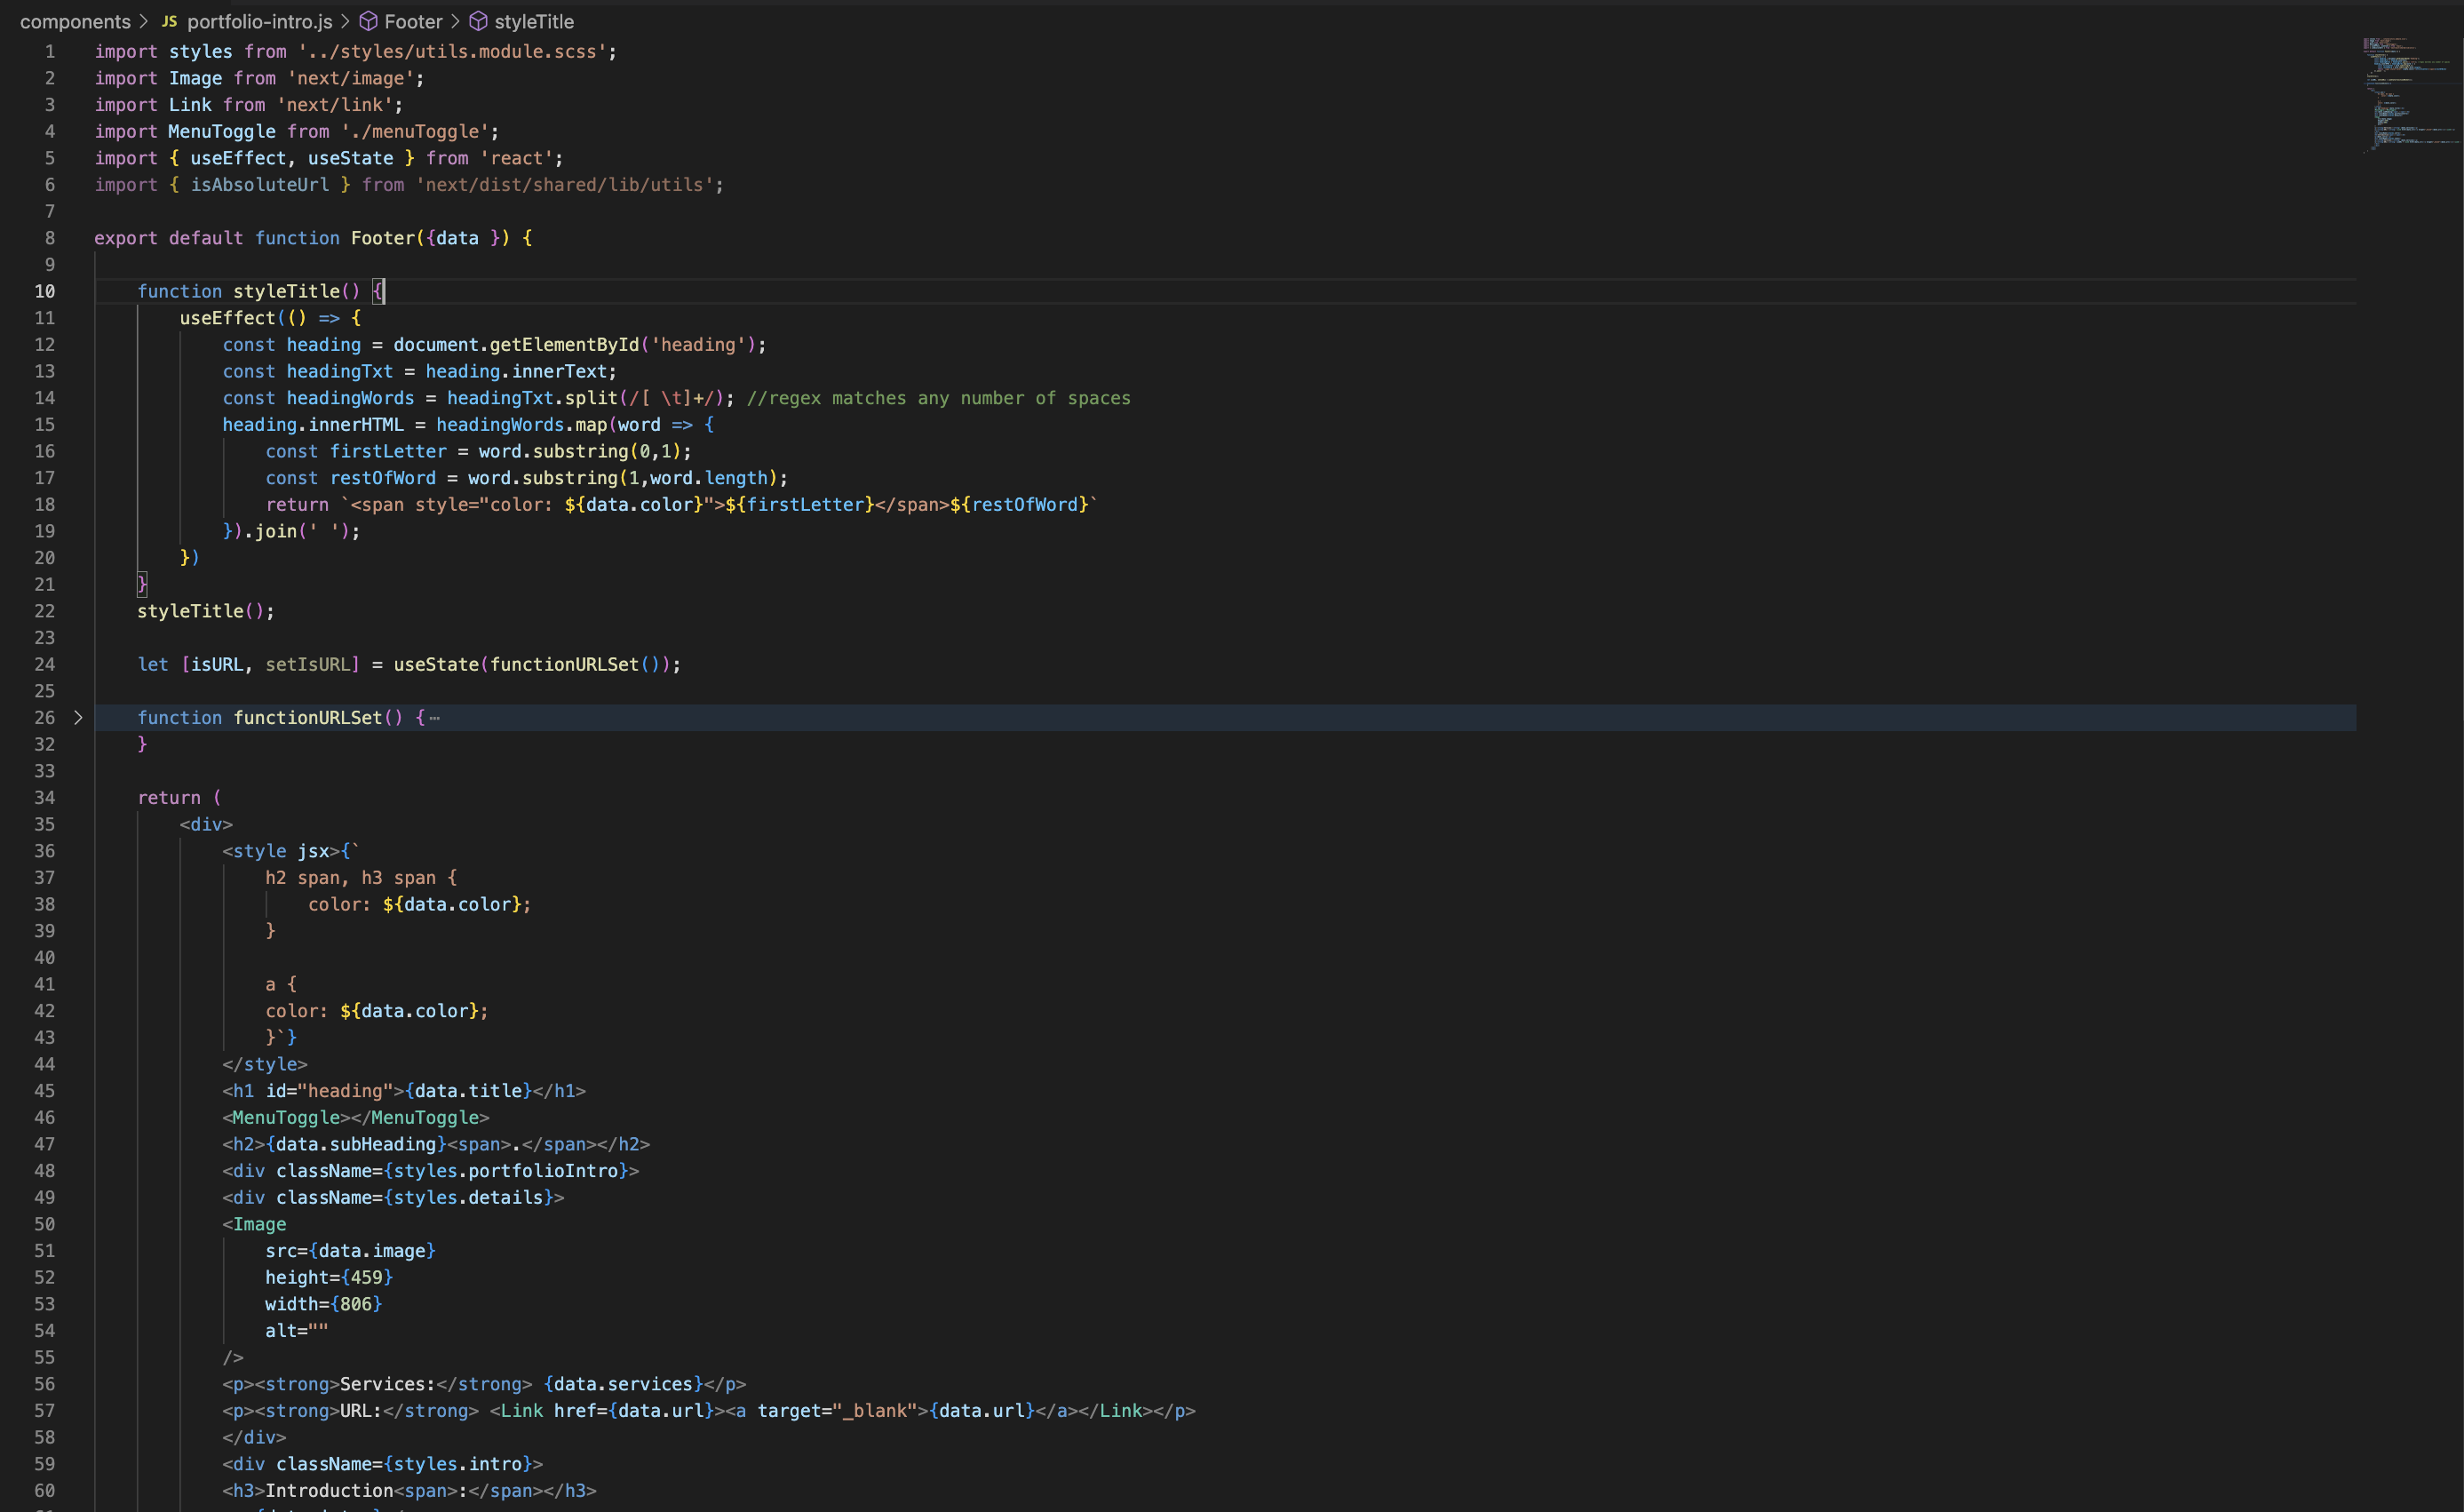 components > JS portfolio-intro.js > Footer > styleTitle
1 import styles from '../styles/utils.module.scss';
2 import Image from 'next/image';
3 import Link from 'next/link';
4 import MenuToggle from './menuToggle';
5 import { useEffect, useState } from 'react';
6 import { isAbsoluteUrl } from 'next/dist/shared/lib/utils';
7
8 export default function Footer({data }) {
9
10 function styleTitle() {
11 useEffect(() => {
12 const heading = document.getElementById('heading');
13 const headingTxt = heading.innerText;
14 const headingWords = headingTxt.split(/[ \t]+/); //regex matches any number of spaces
15 heading.innerHTML = headingWords.map(word => {
16 const firstLetter = word.substring(0,1);
17 const restOfWord = word.substring(1,word.length);
18 return `<span style="color: ${data.color}">${firstLetter}</span>${restOfWord}`
19 }).join(' ');
20 })
21 }
22 styleTitle();
23
24 let [isURL, setIsURL] = useState(functionURLSet());
25
26 > function functionURLSet() {⋯
32 }
33
34 return (
35 <div>
36 <style jsx>{`
37 h2 span, h3 span {
38 color: ${data.color};
39 }
40
41 a {
42 color: ${data.color};
43 }`}
44 </style>
45 <h1 id="heading">{data.title}</h1>
46 <MenuToggle></MenuToggle>
47 <h2>{data.subHeading}<span>.</span></h2>
48 <div className={styles.portfolioIntro}>
49 <div className={styles.details}>
50 <Image
51 src={data.image}
52 height={459}
53 width={806}
54 alt=""
55 />
56 <p><strong>Services:</strong> {data.services}</p>
57 <p><strong>URL:</strong> <Link href={data.url}><a target="_blank">{data.url}</a></Link></p>
58 </div>
59 <div className={styles.intro}>
60 <h3>Introduction<span>:</span></h3>